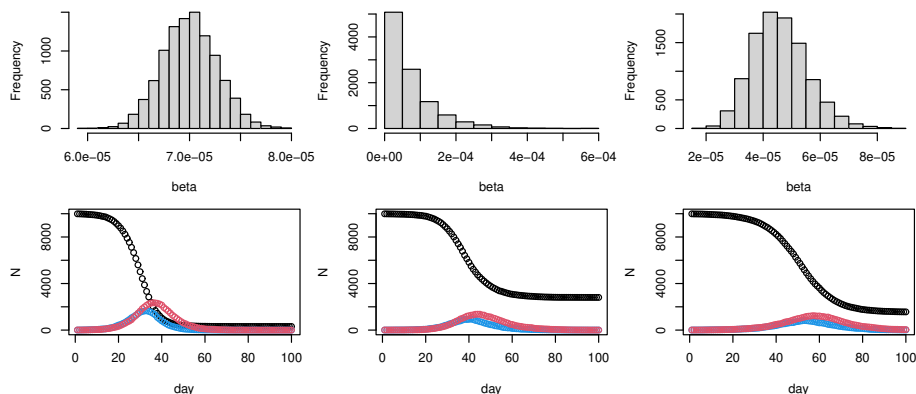 Frequency
0 500 1000
6.0e−05 7.0e−05 8.0e−05
beta
Frequency
0 2000 4000
0e+00 2e−04 4e−04 6e−04
beta
Frequency
0 500 1500
2e−05 4e−05 6e−05 8e−05
beta
N
0 4000 8000
0 20 40 60 80 100
day
N
0 4000 8000
0 20 40 60 80 100
day
N
0 4000 8000
0 20 40 60 80 100
day